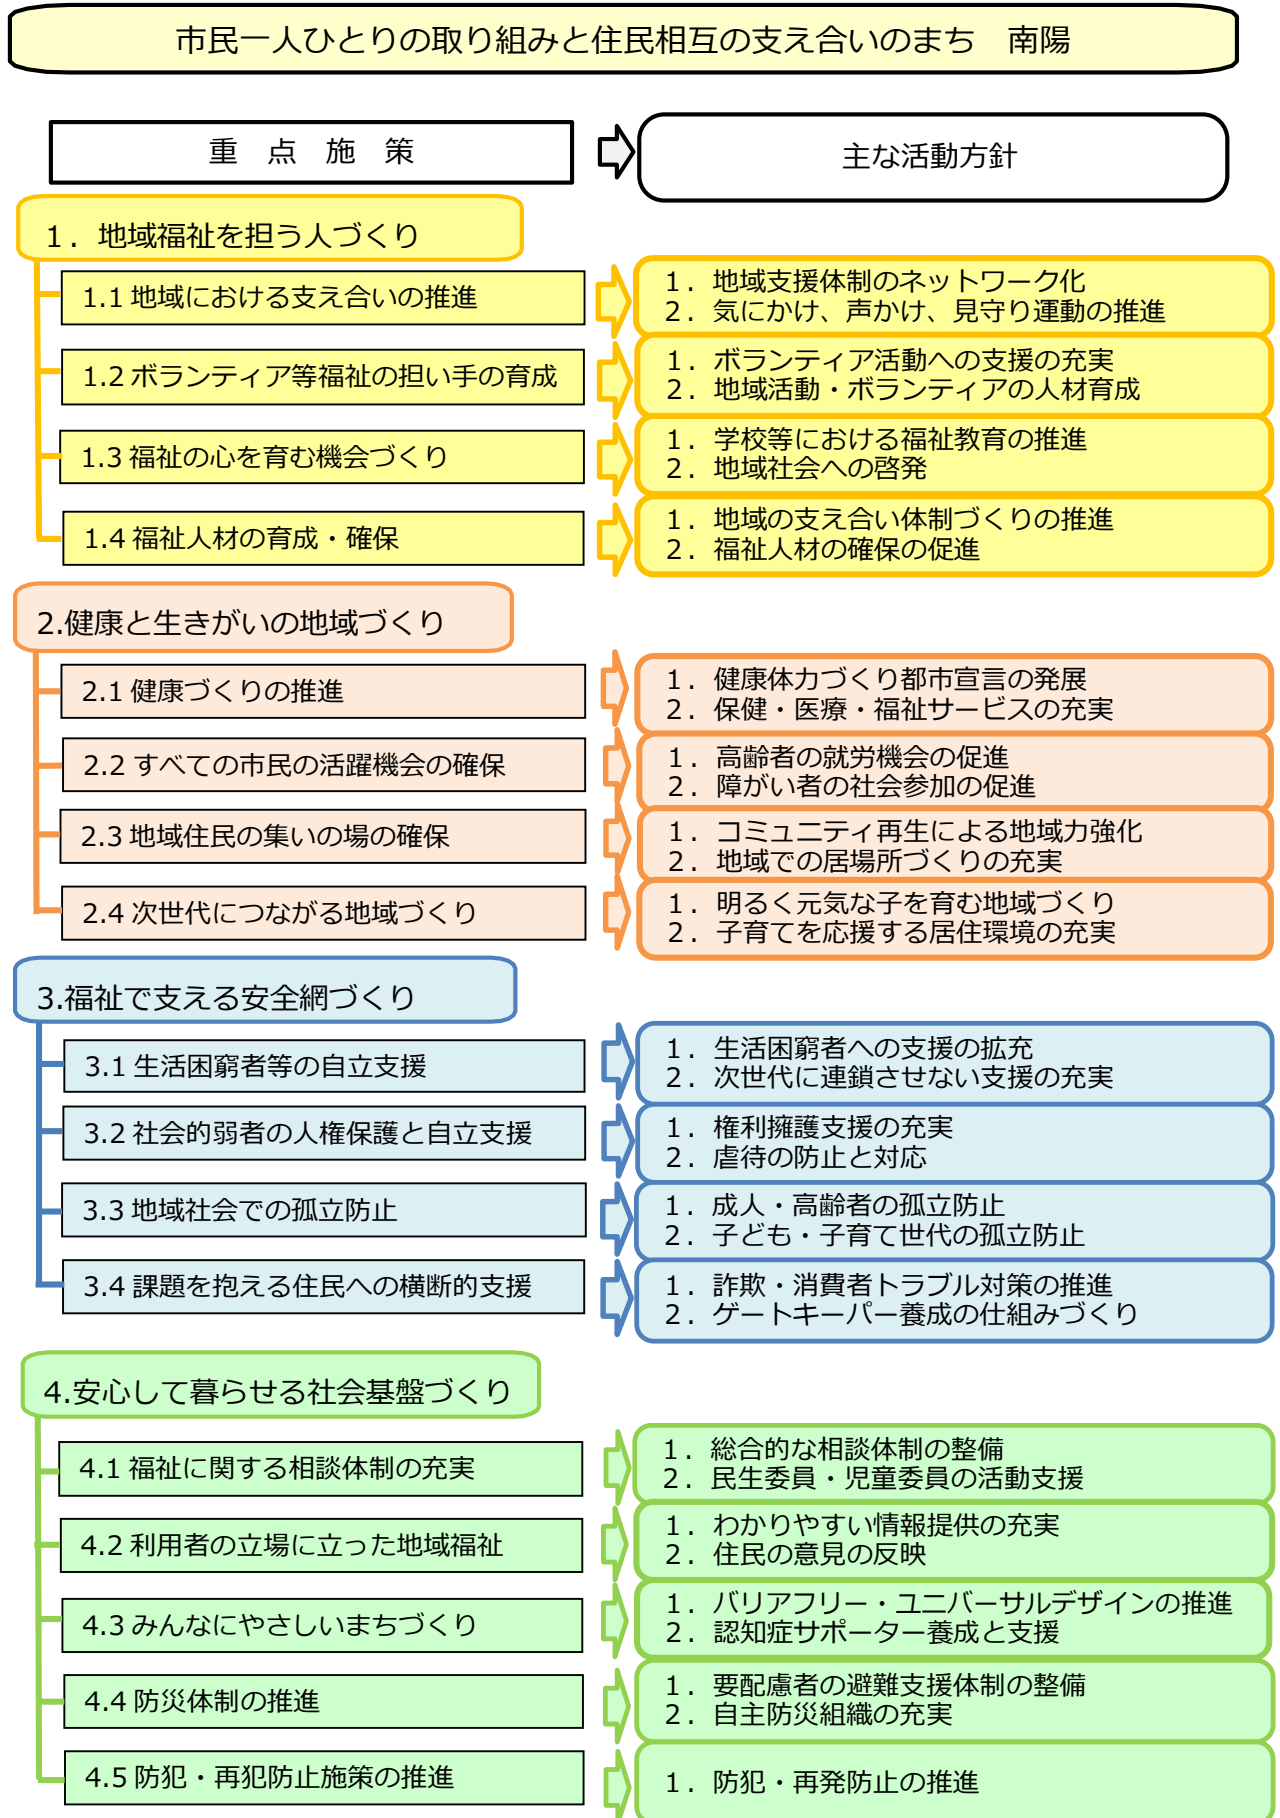 市民一人ひとりの取り組みと住民相互の支え合いのまち　南陽
重　点　施　策
主な活動方針
１．地域福祉を担う人づくり
1.1 地域における支え合いの推進
１．地域支援体制のネットワーク化
２．気にかけ、声かけ、見守り運動の推進
1.2 ボランティア等福祉の担い手の育成
１．ボランティア活動への支援の充実
２．地域活動・ボランティアの人材育成
1.3 福祉の心を育む機会づくり
１．学校等における福祉教育の推進
２．地域社会への啓発
1.4 福祉人材の育成・確保
１．地域の支え合い体制づくりの推進
２．福祉人材の確保の促進
2.健康と生きがいの地域づくり
2.1 健康づくりの推進
１．健康体力づくり都市宣言の発展
２．保健・医療・福祉サービスの充実
2.2 すべての市民の活躍機会の確保
１．高齢者の就労機会の促進
２．障がい者の社会参加の促進
2.3 地域住民の集いの場の確保
１．コミュニティ再生による地域力強化
２．地域での居場所づくりの充実
2.4 次世代につながる地域づくり
１．明るく元気な子を育む地域づくり
２．子育てを応援する居住環境の充実
3.福祉で支える安全網づくり
3.1 生活困窮者等の自立支援
１．生活困窮者への支援の拡充
２．次世代に連鎖させない支援の充実
3.2 社会的弱者の人権保護と自立支援
１．権利擁護支援の充実
２．虐待の防止と対応
3.3 地域社会での孤立防止
１．成人・高齢者の孤立防止
２．子ども・子育て世代の孤立防止
3.4 課題を抱える住民への横断的支援
１．詐欺・消費者トラブル対策の推進
２．ゲートキーパー養成の仕組みづくり
4.安心して暮らせる社会基盤づくり
4.1 福祉に関する相談体制の充実
１．総合的な相談体制の整備
２．民生委員・児童委員の活動支援
4.2 利用者の立場に立った地域福祉
１．わかりやすい情報提供の充実
２．住民の意見の反映
4.3 みんなにやさしいまちづくり
１．バリアフリー・ユニバーサルデザインの推進
２．認知症サポーター養成と支援
4.4 防災体制の推進
１．要配慮者の避難支援体制の整備
２．自主防災組織の充実
4.5 防犯・再犯防止施策の推進
１．防犯・再発防止の推進